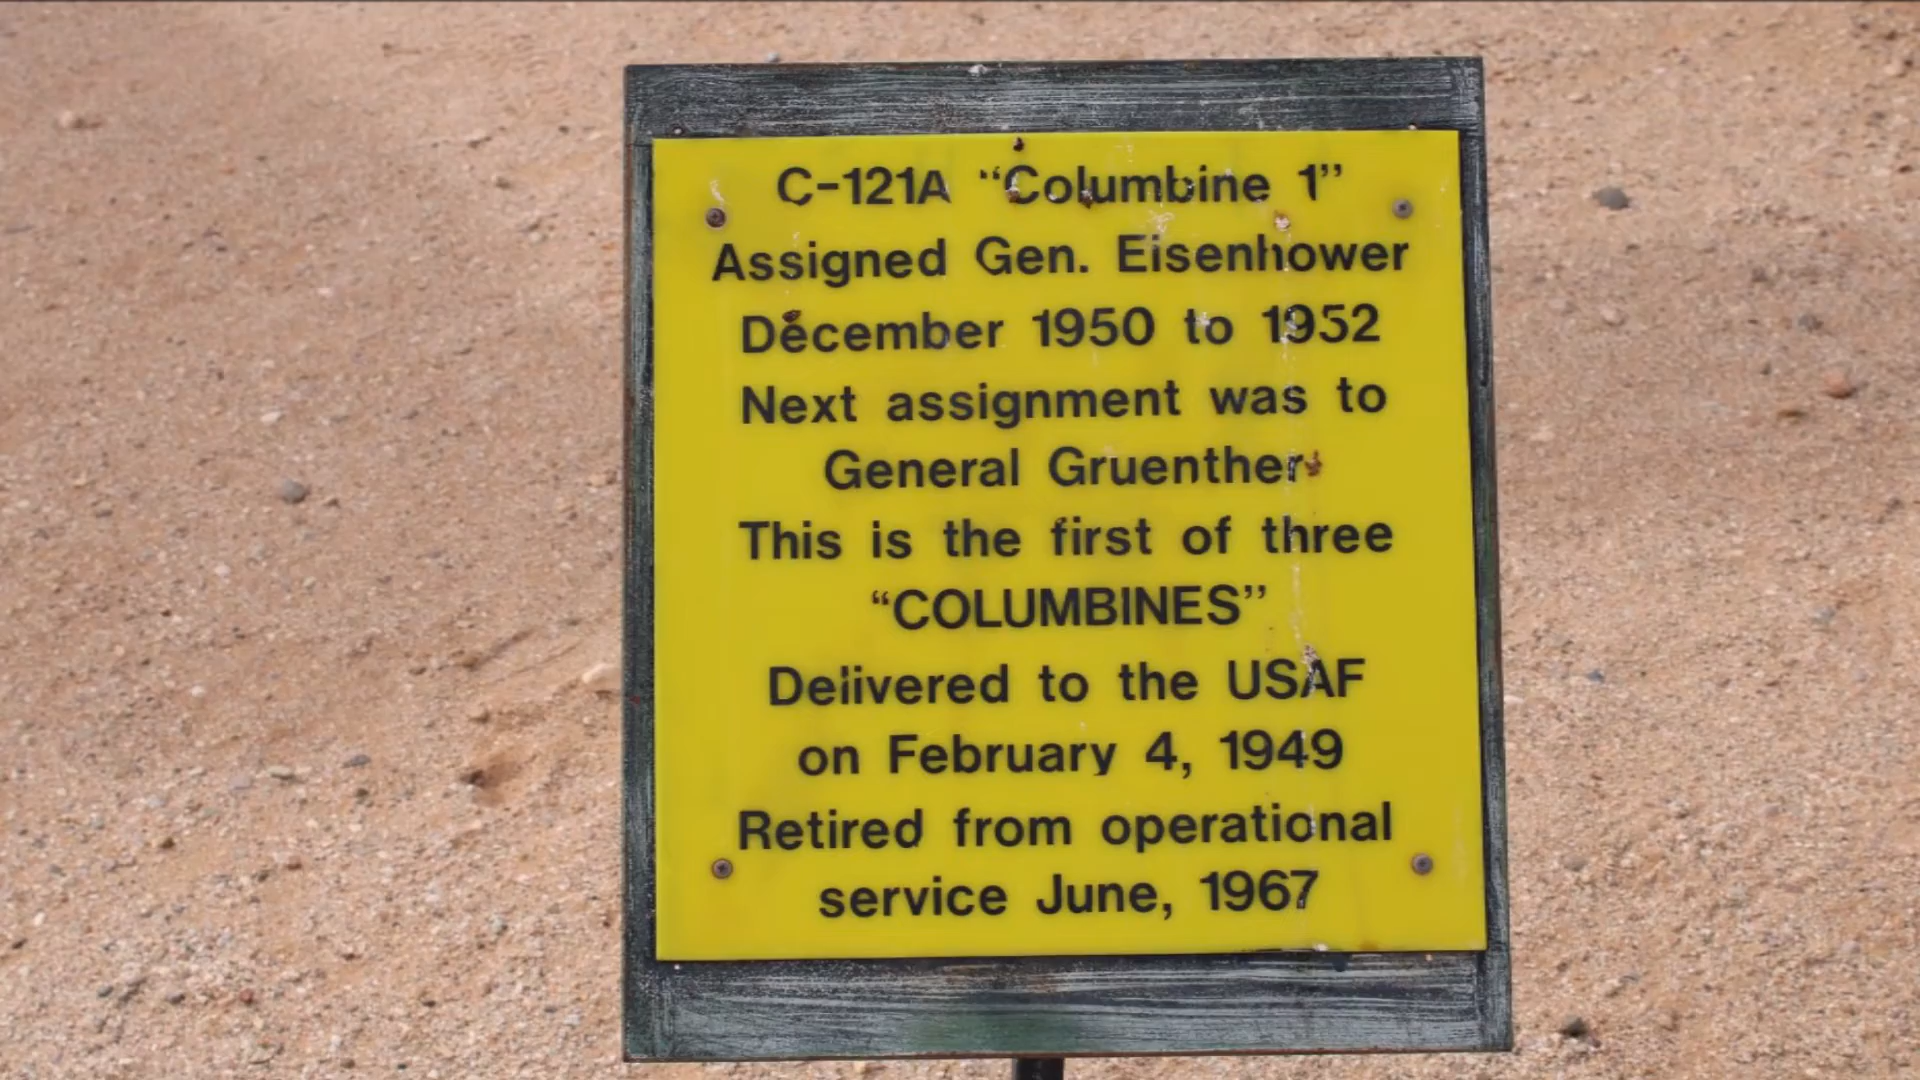 C-121A “Columbine 1”
Assigned Gen. Eisenhower
December 1950 to 1952
Next assignment was to
General Gruenther
This is the first of three
“COLUMBINES”
Delivered to the USAF
on February 4, 1949
Retired from operational
service June, 1967